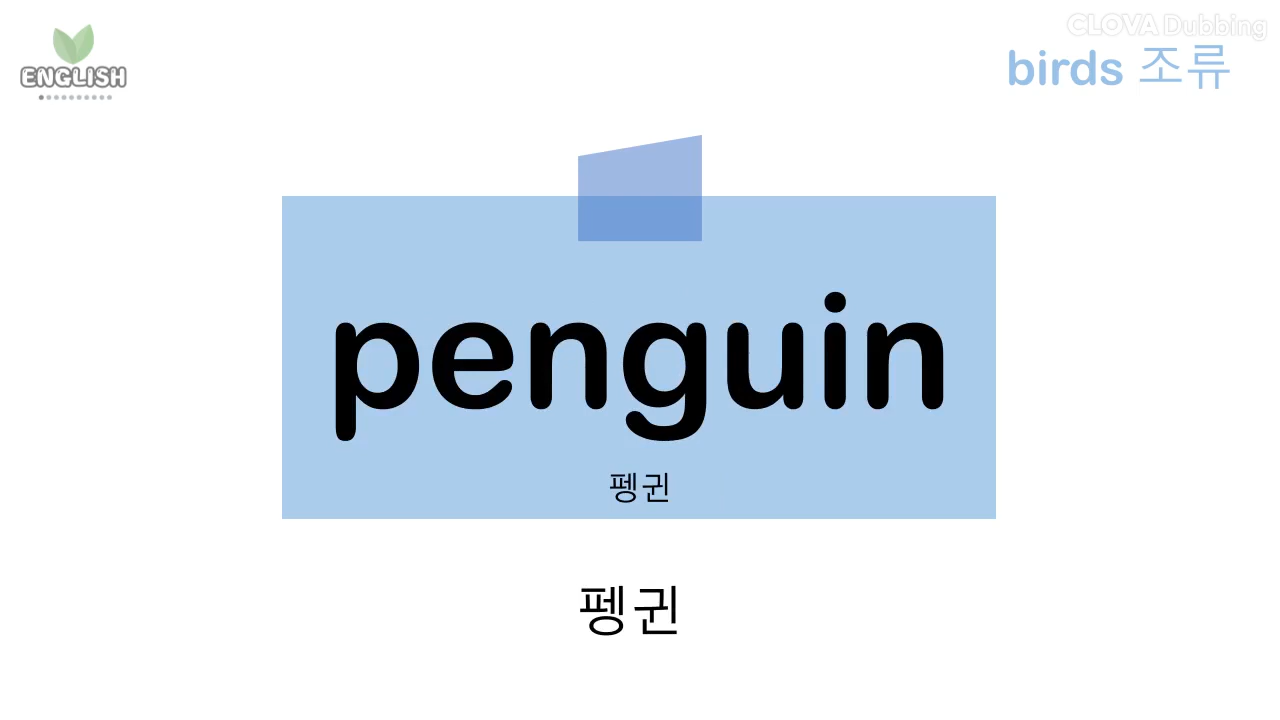 CLOVA Dubbing
ENGLISH
birds 조류
penguin
펭귄
펭귄